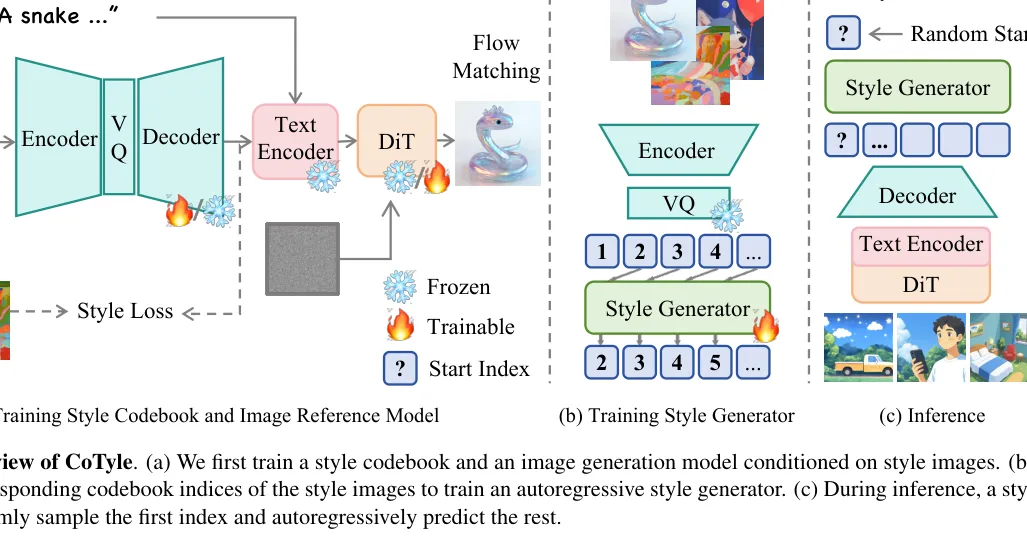 A snake ..."
Flow
Matching
Encoder
V
Q
Decoder
Text
Encoder
DiT
/
/
Style Loss
Frozen
Trainable
? Start Index
Training Style Codebook and Image Reference Model
Encoder
VQ
1 2 3 4 ...
Style Generator
2 3 4 5 ...
(b) Training Style Generator
? Random Star
Style Generator
? ...
Decoder
Text Encoder
DiT
(c) Inference
view of CoTyle. (a) We first train a style codebook and an image generation model conditioned on style images. (b
sponding codebook indices of the style images to train an autoregressive style generator. (c) During inference, a sty
mly sample the first index and autoregressively predict the rest.